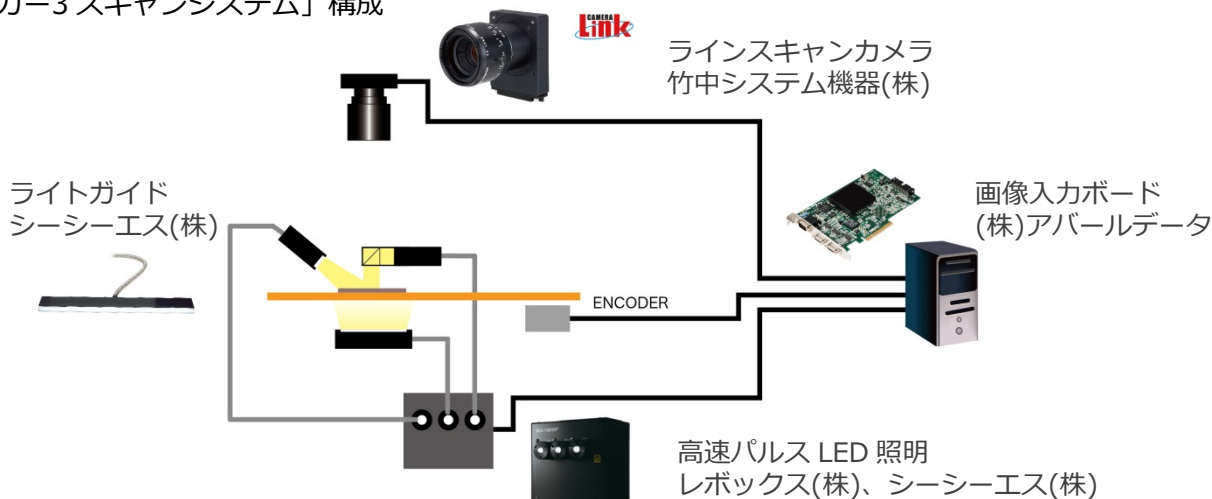 カー3 スキャンシステム」構成
CAMERA
Link
ラインスキャンカメラ
竹中システム機器(株)
ライトガイド
シーシーエス(株)
画像入力ボード
(株)アバールデータ
ENCODER
高速パルス LED 照明
レボックス(株)、シーシーエス(株)